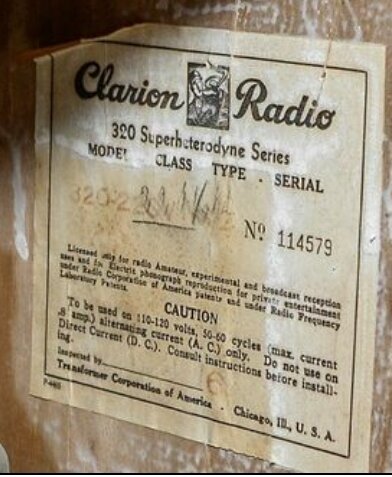 Clarion Radio
320 Superheterodyne Series
MODEL CLASS TYPE - SERIAL
320-2
Nº 114579
Licensed only for radio Amateur, experimental and broadcast reception
uses and for Electric phonograph reproduction for private entertainment
under Radio Corporation of America patents and under Radio Frequency
Laboratory Patents.
CAUTION
To be used on 110-120 volts, 50-60 cycles (max. current
.8 amp.) alternating current (A. C.) only. Do not use on
Direct Current (D. C.). Consult instructions before install-
ing.
Inspected by
6
Transformer Corporation of America - Chicago, Ill., U. S. A.